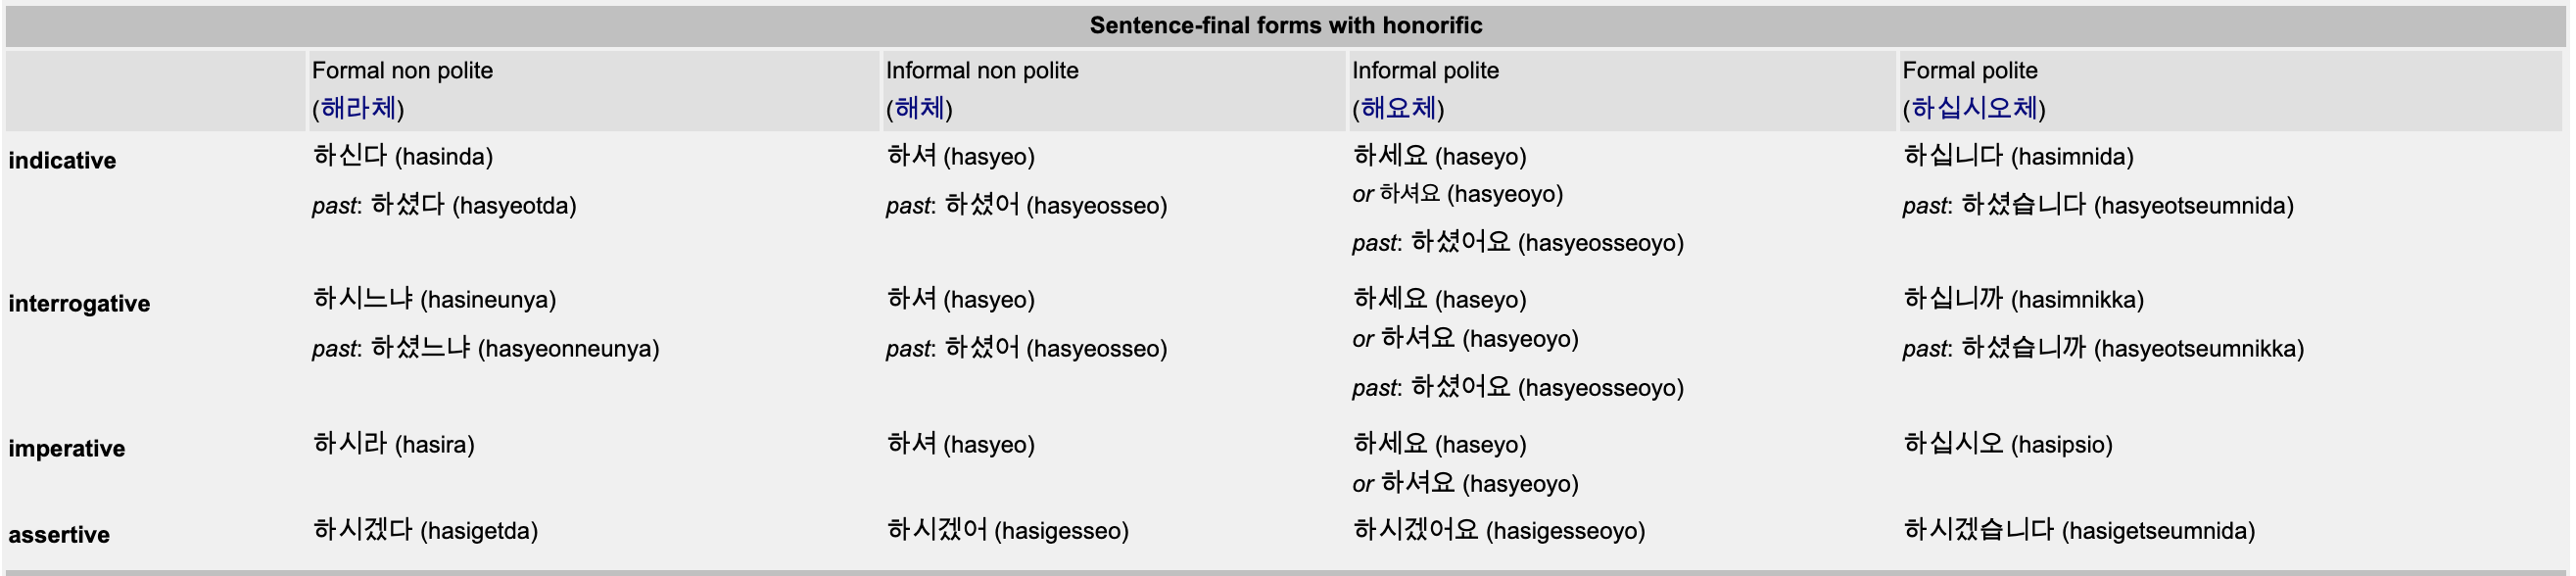 Sentence-final forms with honorific
Formal non polite Informal non polite Informal polite Formal polite
(해라체) (해체) (해요체) (하십시오체)
indicative 하신다 (hasinda) 하셔 (hasyeo) 하세요 (haseyo) 하십니다 (hasimnida)
or 하셔요 (hasyeoyo)
past: 하셨다 (hasyeotda) past: 하셨어 (hasyeosseo) past: 하셨습니다 (hasyeotseumnida)
past: 하셨어요 (hasyeosseoyo)
interrogative 하시느냐 (hasineunya) 하셔 (hasyeo) 하세요 (haseyo) 하십니까 (hasimnikka)
or 하셔요 (hasyeoyo)
past: 하셨느냐 (hasyeonneunya) past: 하셨어 (hasyeosseo) past: 하셨습니까 (hasyeotseumnikka)
past: 하셨어요 (hasyeosseoyo)
imperative 하시라 (hasira) 하셔 (hasyeo) 하세요 (haseyo) 하십시오 (hasipsio)
or 하셔요 (hasyeoyo)
assertive 하시겠다 (hasigetda) 하시겠어 (hasigesseo) 하시겠어요 (hasigesseoyo) 하시겠습니다 (hasigetseumnida)